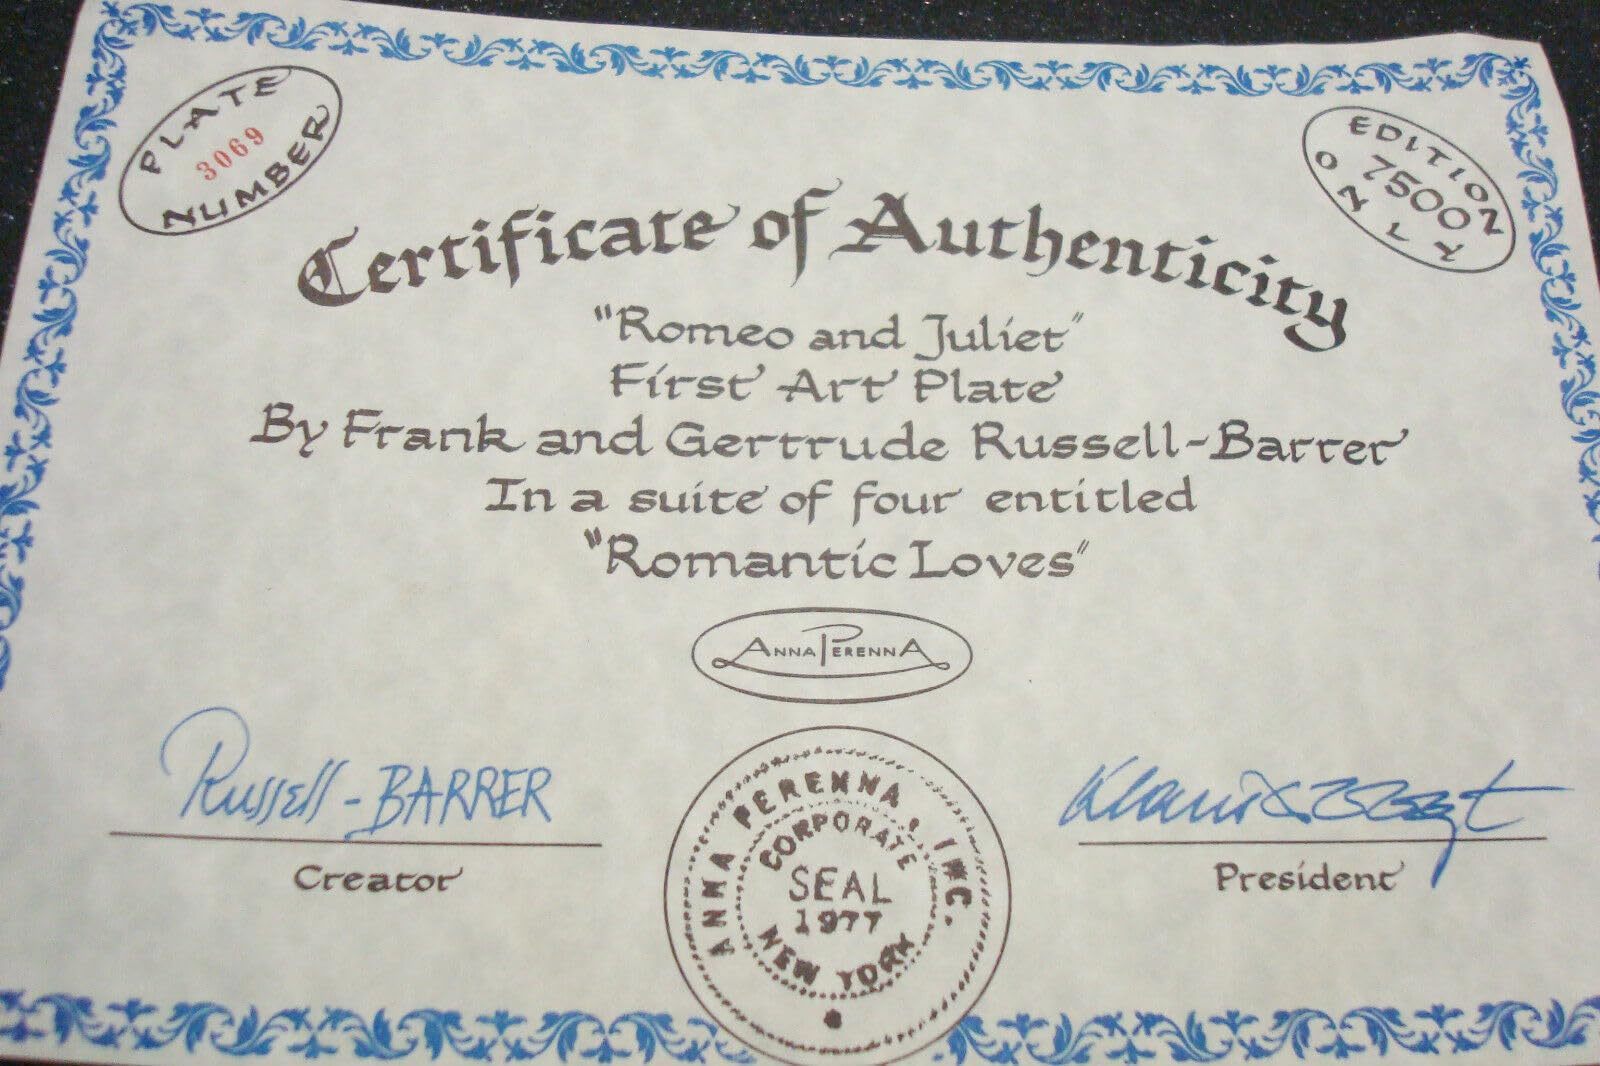 PLATE
3069
NUMBER
EDITION
7500
ONLY
Certificate of Authenticity
"Romeo and Juliet"
First Art Plate
By Frank and Gertrude Russell-Barrer
In a suite of four entitled
"Romantic Loves"
ANNA PERENNA
Russell-BARRER
Creator
President
ANNA PERENNA, INC.
CORPORATE
SEAL
1977
NEW YORK